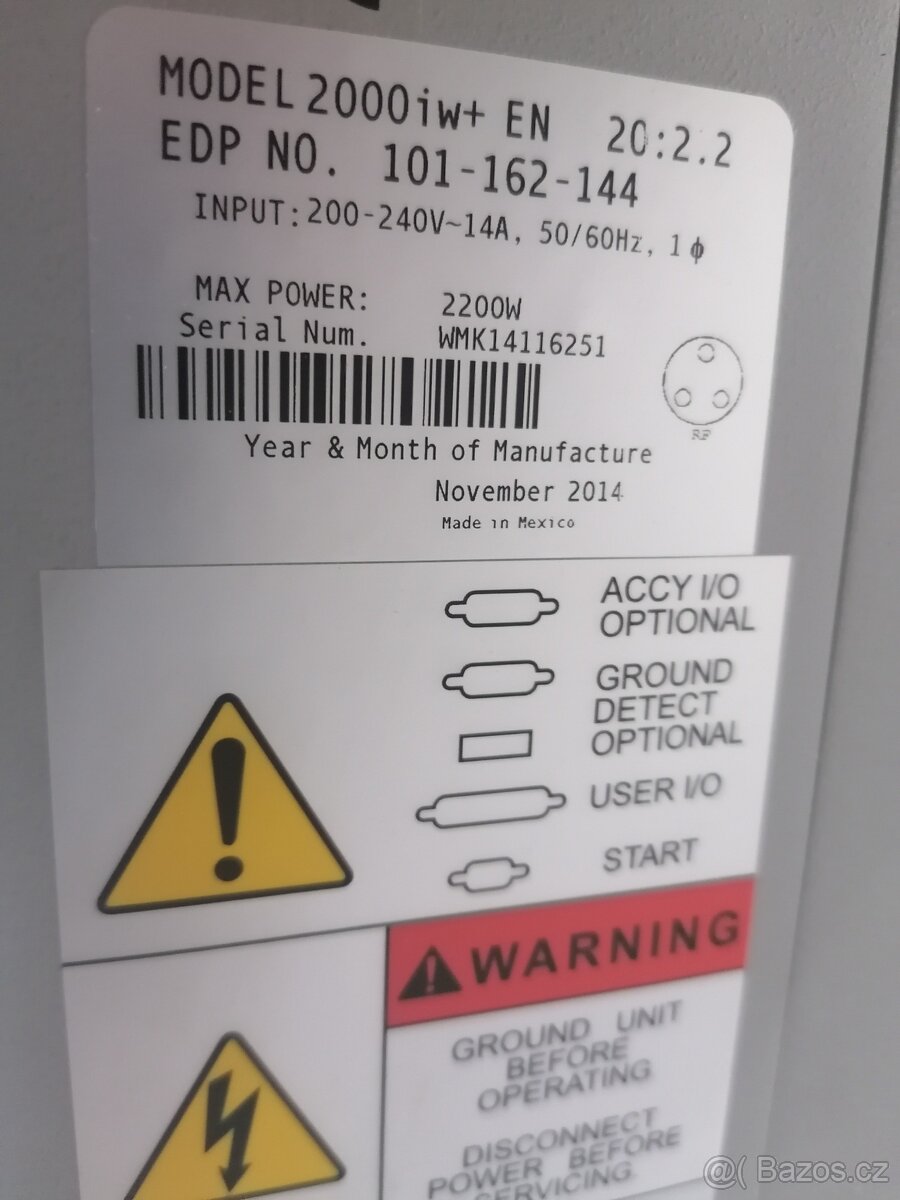 MODEL 2000iw+ EN 20:2.2
EDP NO. 101-162-144
INPUT: 200-240V~14A, 50/60Hz, 1 ϕ
MAX POWER: 2200W
Serial Num. WMK14116251
Year & Month of Manufacture
November 2014
Made in Mexico
ACCY I/O
OPTIONAL
GROUND
DETECT
OPTIONAL
USER I/O
START
WARNING
GROUND UNIT
BEFORE
OPERATING
DISCONNECT
POWER BEFORE
SERVICING.
@( Bazos.cz